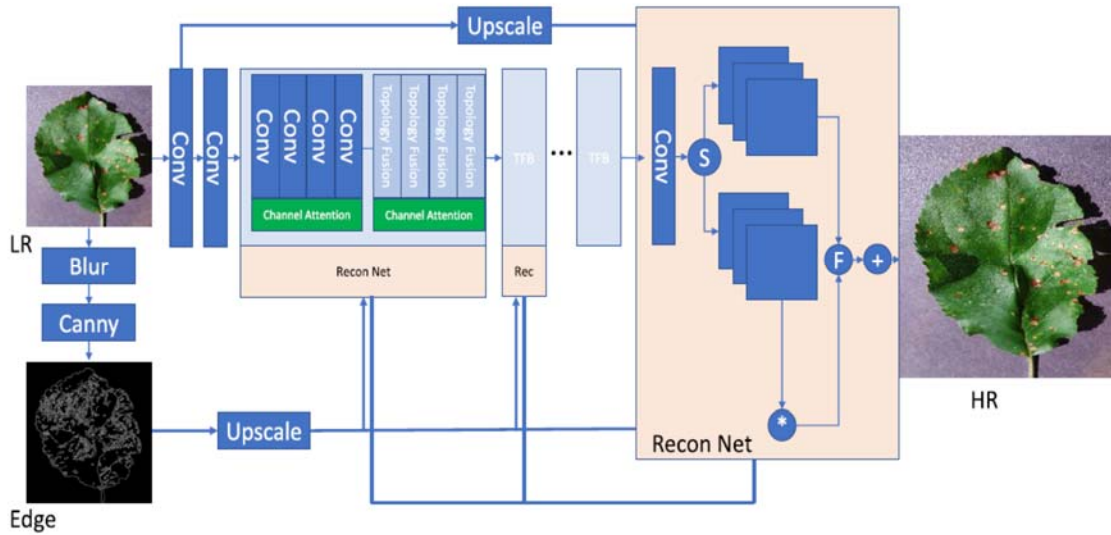 Upscale
LR
Conv
Conv
Conv
Conv
Conv
Conv
Channel Attention
Topology Fusion
Topology Fusion
Topology Fusion
Topology Fusion
Channel Attention
Recon Net
TFB
Rec
...
TFB
Conv
S
F
+
*
Recon Net
HR
Blur
Canny
Edge
Upscale